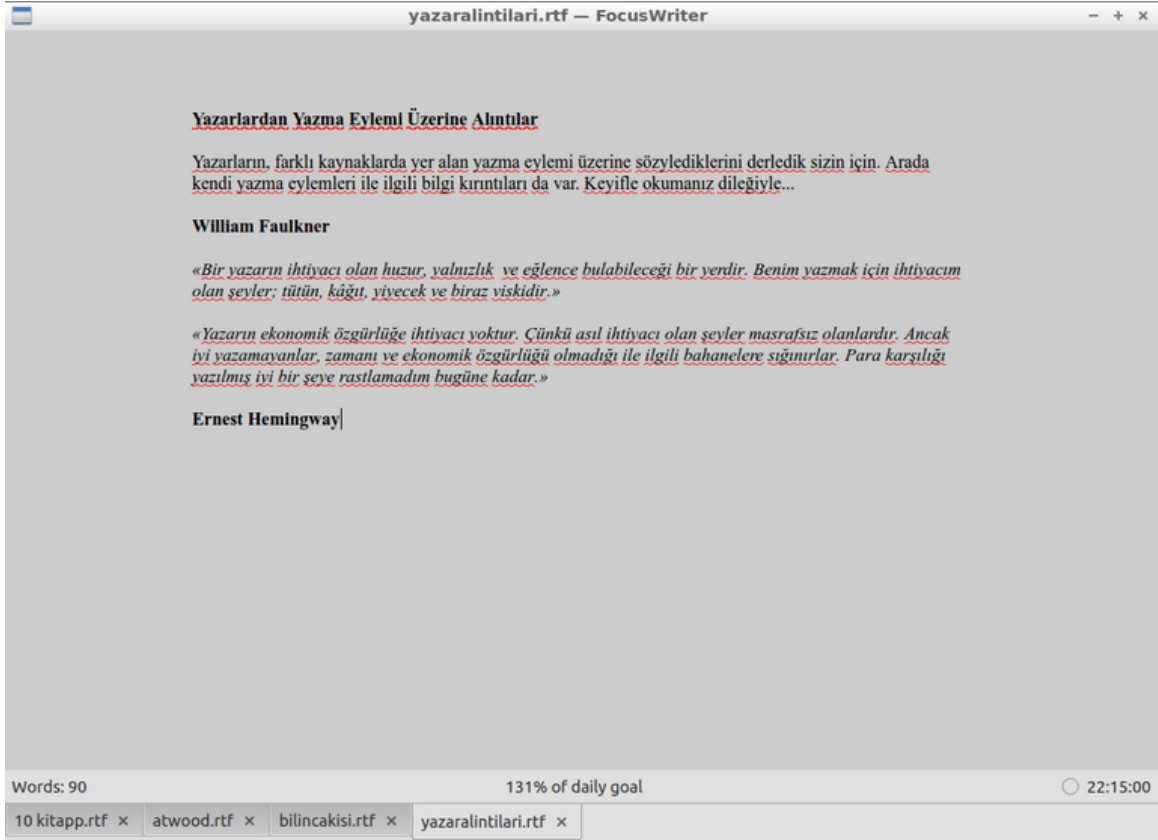 yazaralintilari.rtf — FocusWriter
Yazarlardan Yazma Eylemi Üzerine Alıntılar
Yazarların, farklı kaynaklarda yer alan yazma eylemi üzerine sözylediklerini derledik sizin için. Arada
kendi yazma eylemleri ile ilgili bilgi kırıntıları da var. Keyifle okumanız dileğiyle...
William Faulkner
«Bir yazarın ihtiyacı olan huzur, yalnızlık  ve eğlence bulabileceği bir yerdir. Benim yazmak için ihtiyacım
olan şeyler; tütün, kâğıt, yiyecek ve biraz viskidir.»
«Yazarın ekonomik özgürlüğe ihtiyacı yoktur. Çünkü asıl ihtiyacı olan şeyler masrafsız olanlardır. Ancak
iyi yazamayanlar, zamanı ve ekonomik özgürlüğü olmadığı ile ilgili bahanelere sığınırlar. Para karşılığı
yazılmış iyi bir şeye rastlamadım bugüne kadar.»
Ernest Hemingway
Words: 90 131% of daily goal 22:15:00
10 kitapp.rtf × atwood.rtf × bilincakisi.rtf × yazaralintilari.rtf ×